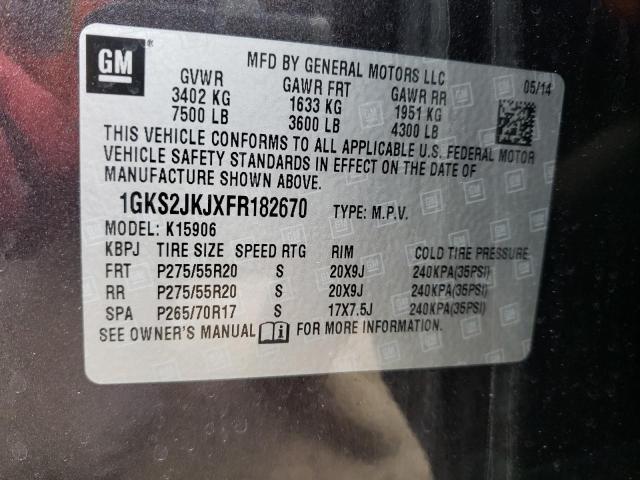 GM
MFD BY GENERAL MOTORS LLC
05/14
GVWR GAWR FRT GAWR RR
3402 KG 1633 KG 1951 KG
7500 LB 3600 LB 4300 LB
THIS VEHICLE CONFORMS TO ALL APPLICABLE U.S. FEDERAL MOTOR
VEHICLE SAFETY STANDARDS IN EFFECT ON THE DATE OF
MANUFACTURE SHOWN ABOVE.
1GKS2JKJXFR182670 TYPE: M.P.V.
MODEL: K15906
KBPJ TIRE SIZE SPEED RTG RIM COLD TIRE PRESSURE
FRT P275/55R20 S 20X9J 240KPA(35PSI)
RR P275/55R20 S 20X9J 240KPA(35PSI)
SPA P265/70R17 S 17X7.5J 240KPA(35PSI)
SEE OWNER'S MANUAL i FOR MORE INFORMATION.